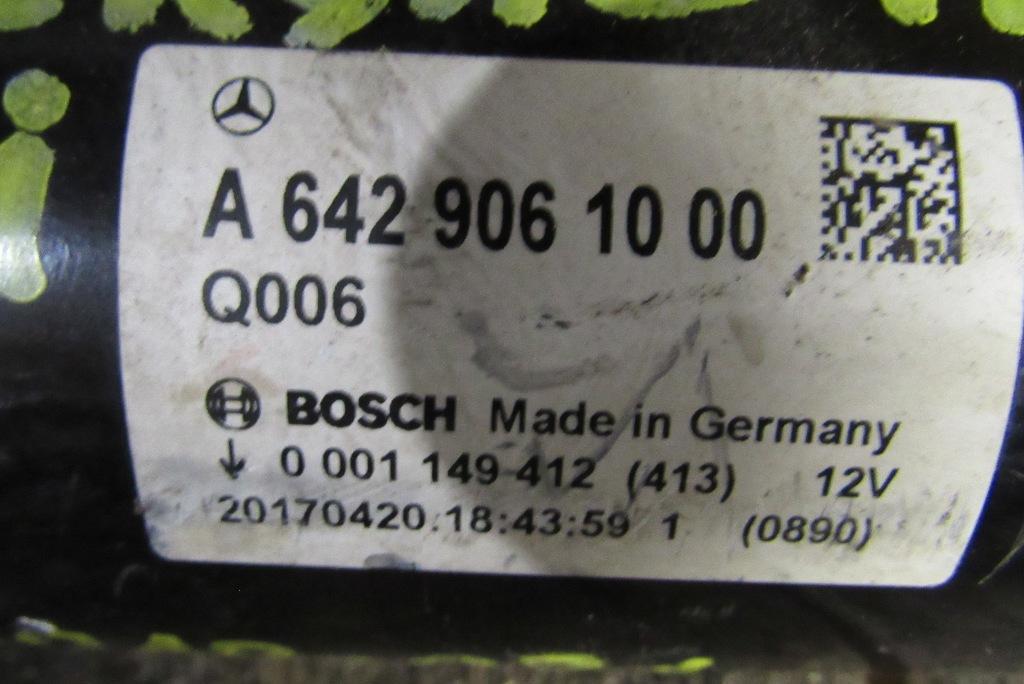 A 642 906 10 00
Q006
BOSCH Made in Germany
0 001 149 412 (413) 12V
20170420.18:43:59 1 (0890)